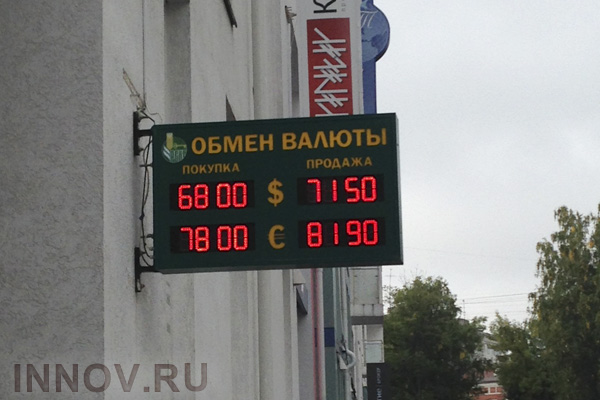 ОБМЕН ВАЛЮТЫ
ПОКУПКА ПРОДАЖА
68 00 $ 71 50
78 00 € 81 90
INNOV.RU